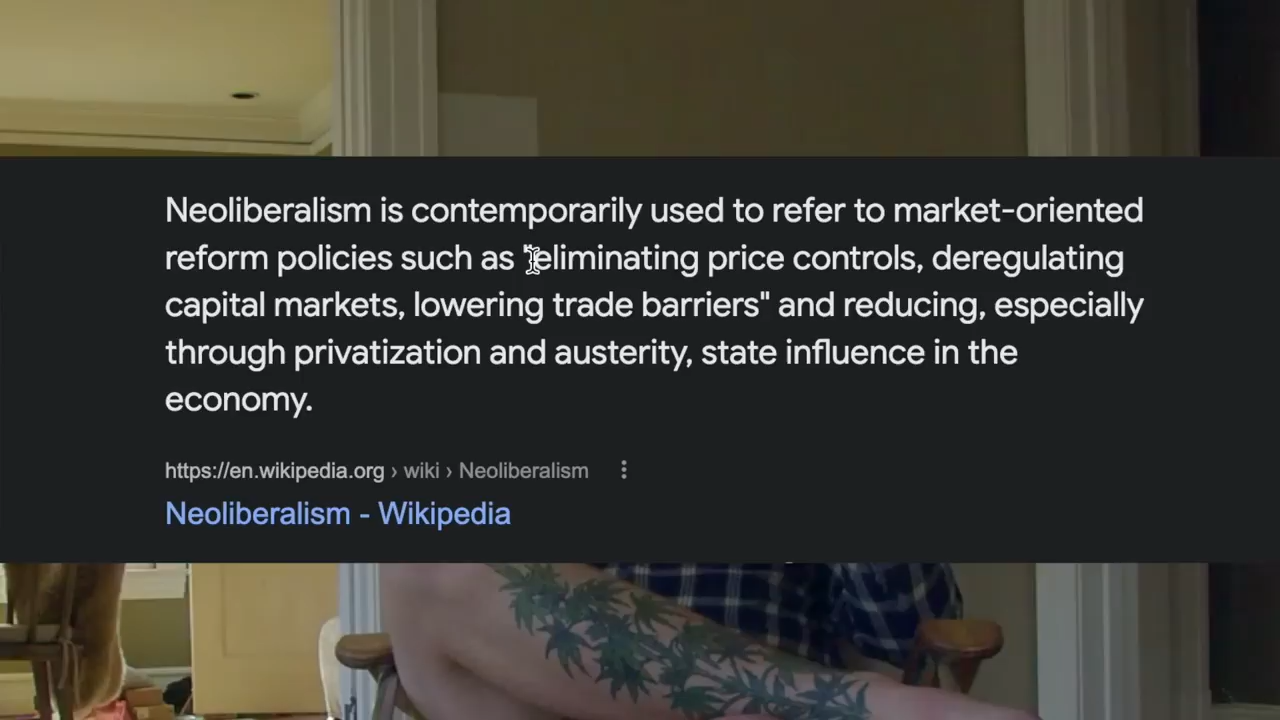 Neoliberalism is contemporarily used to refer to market-oriented
reform policies such as "eliminating price controls, deregulating
capital markets, lowering trade barriers" and reducing, especially
through privatization and austerity, state influence in the
economy.
https://en.wikipedia.org › wiki › Neoliberalism
Neoliberalism - Wikipedia